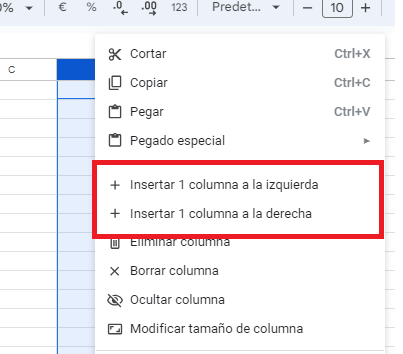 % € % .0 .00 123 Predet... − 10 +
C
Cortar Ctrl+X
Copiar Ctrl+C
Pegar Ctrl+V
Pegado especial
+ Insertar 1 columna a la izquierda
+ Insertar 1 columna a la derecha
Eliminar columna
Borrar columna
Ocultar columna
Modificar tamaño de columna